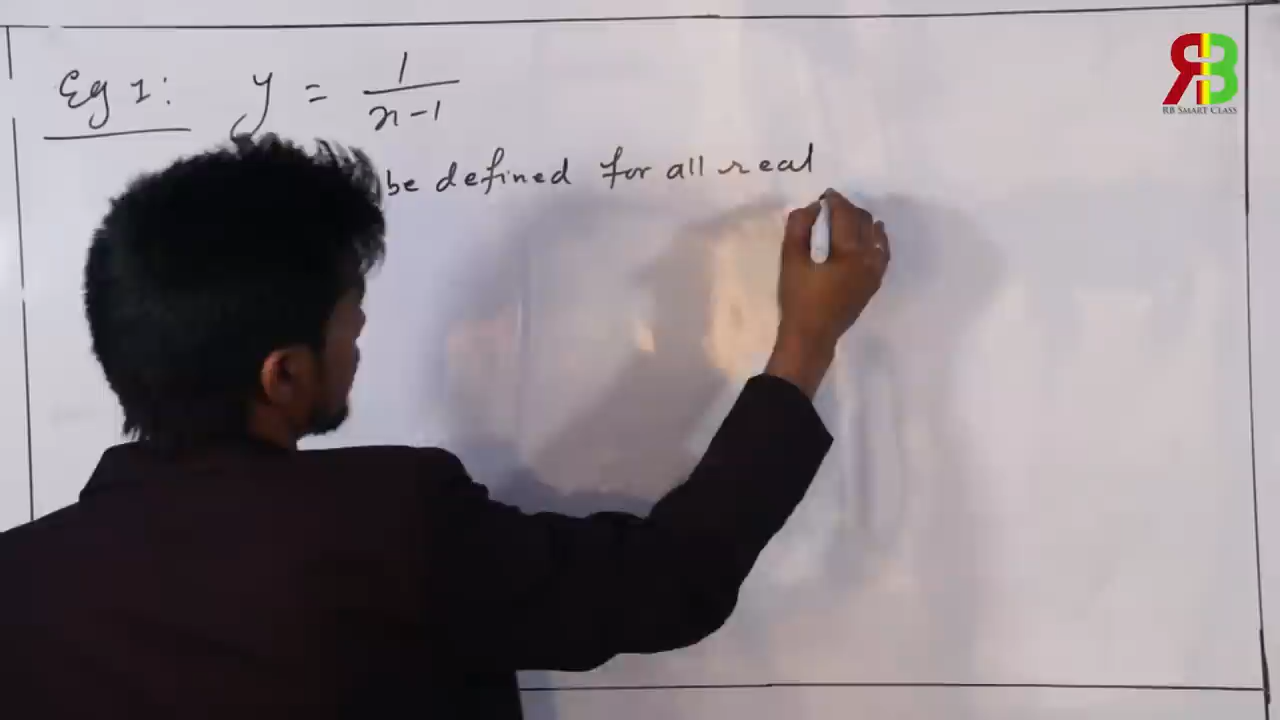 Eg 1: y = 1/x-1
be defined for all real
RB
RB SMART CLASS